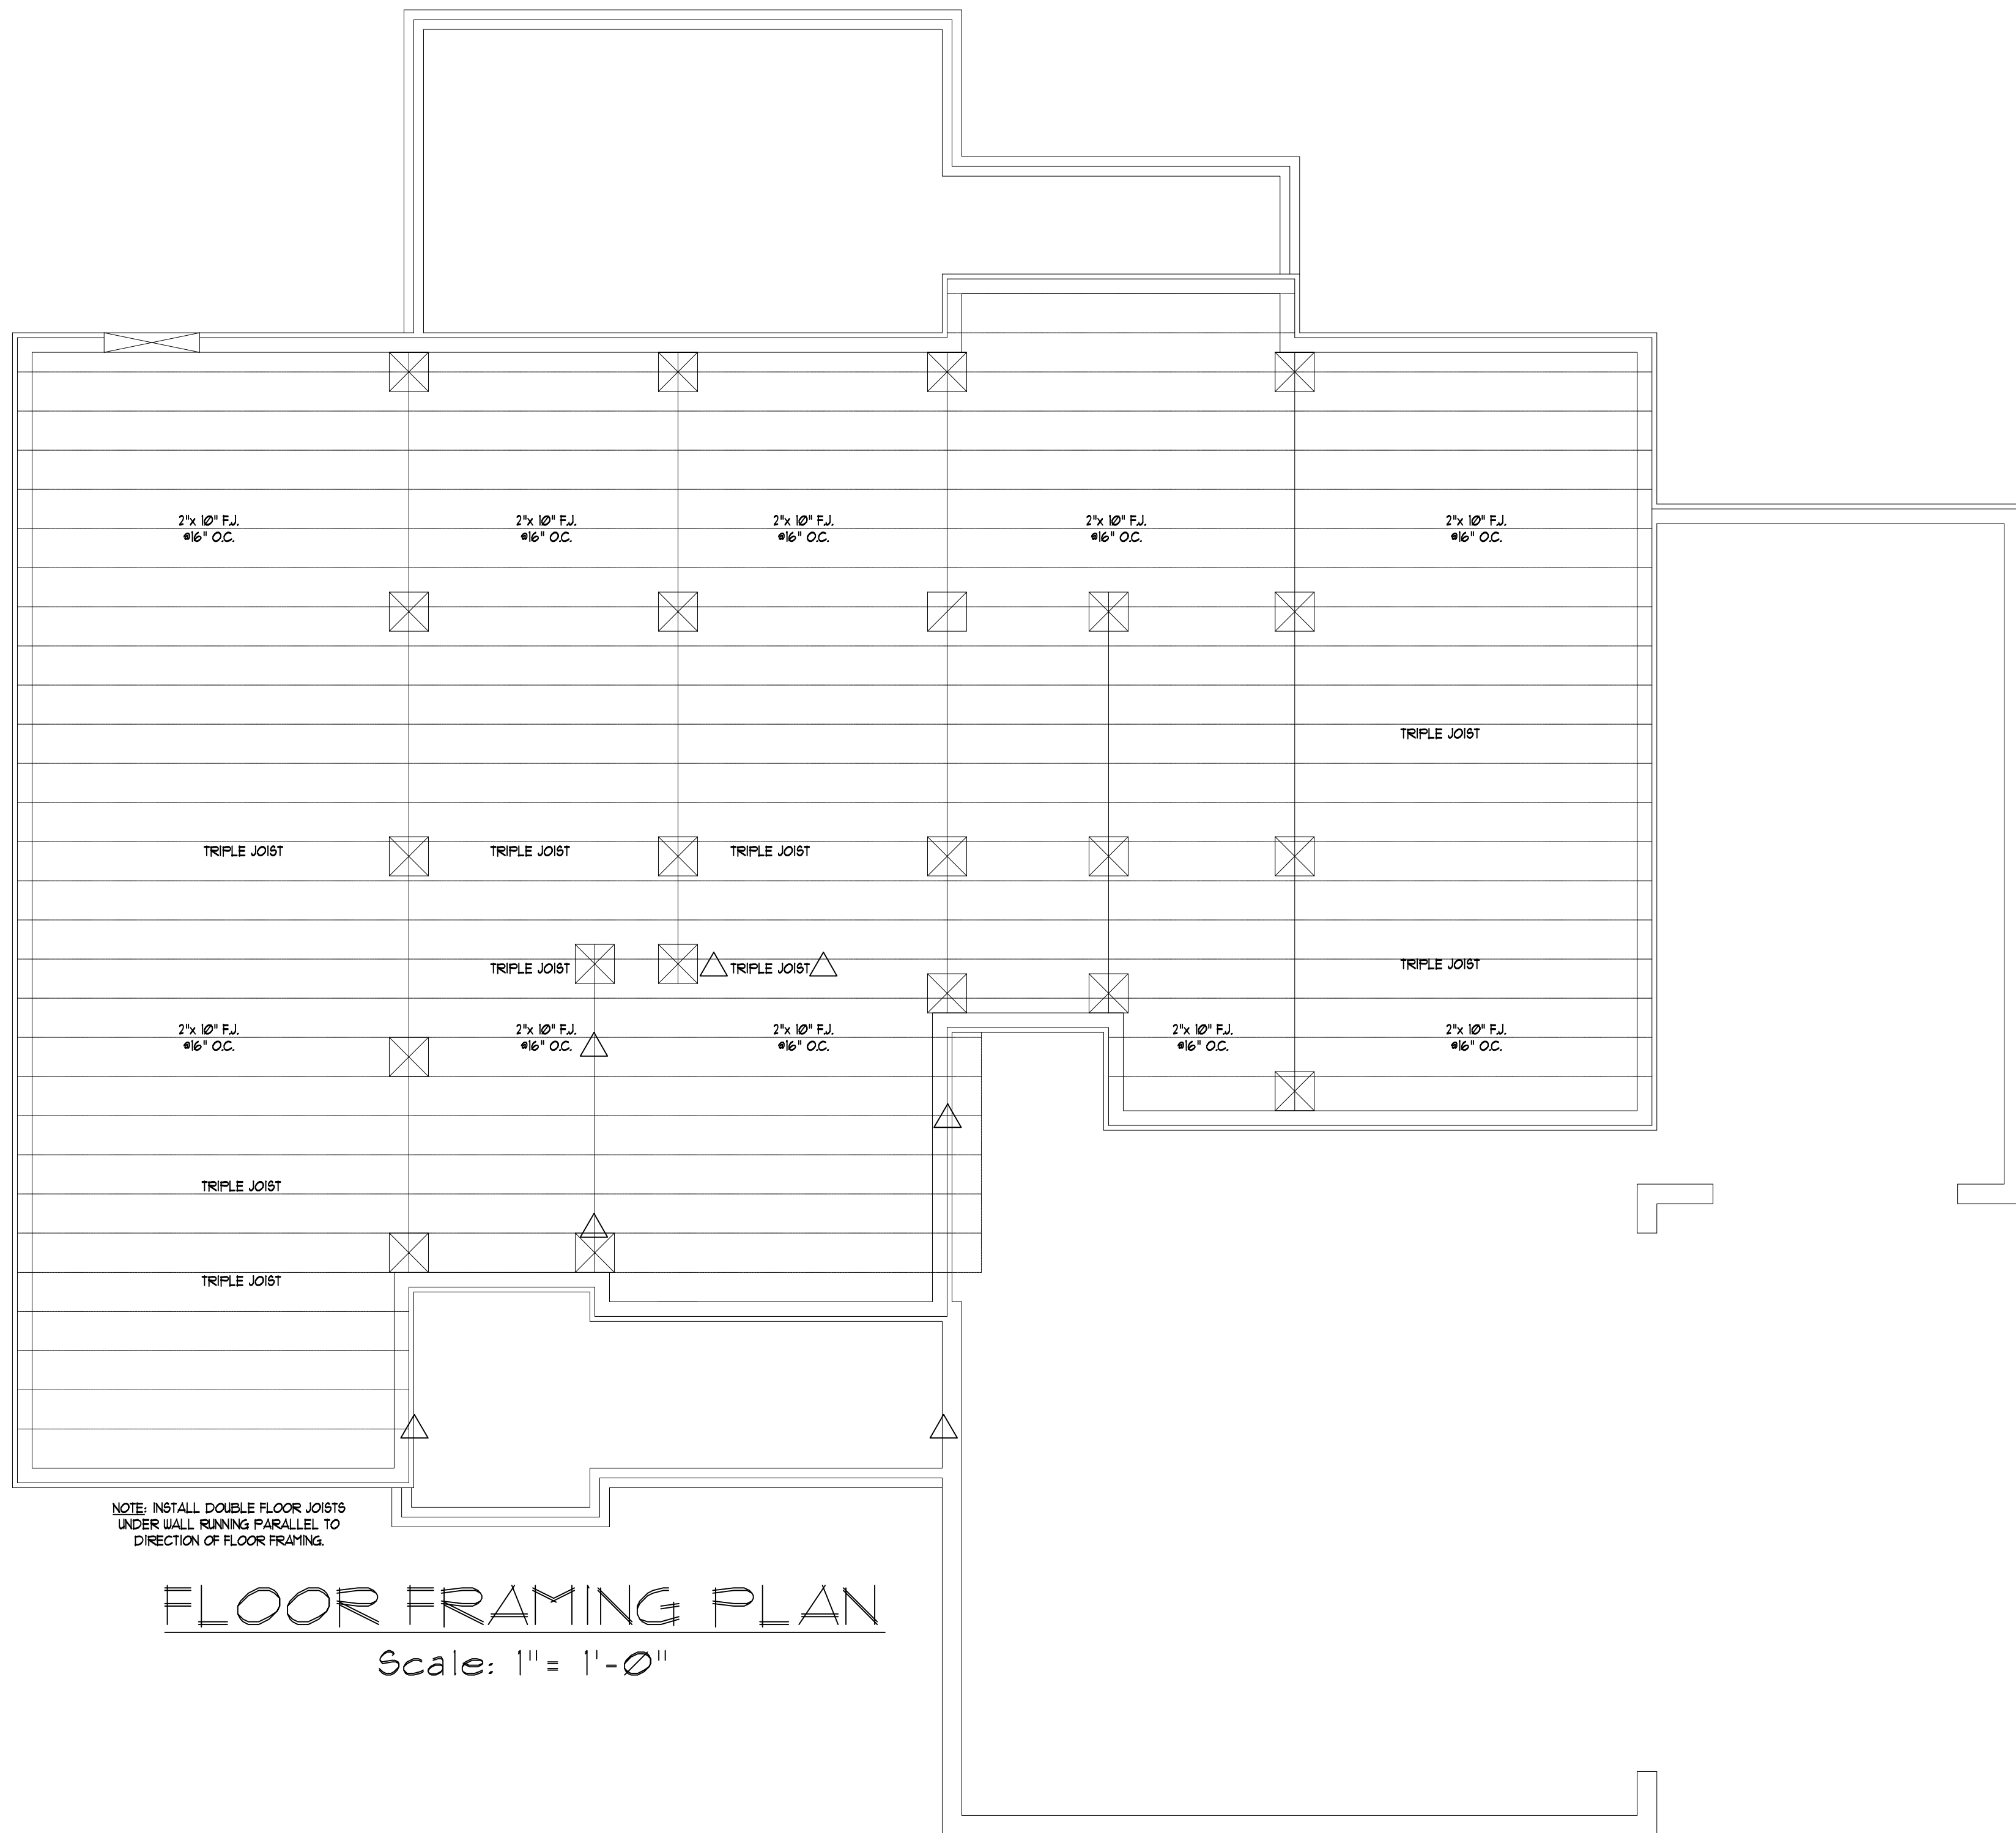 2"x 10" F.J. 2"x 10" F.J. 2"x 10" F.J. 2"x 10" F.J. 2"x 10" F.J.
@16" O.C. @16" O.C. @16" O.C. @16" O.C. @16" O.C.
TRIPLE JOIST
TRIPLE JOIST TRIPLE JOIST TRIPLE JOIST
TRIPLE JOIST TRIPLE JOIST TRIPLE JOIST
2"x 10" F.J. 2"x 10" F.J. 2"x 10" F.J. 2"x 10" F.J. 2"x 10" F.J.
@16" O.C. @16" O.C. @16" O.C. @16" O.C. @16" O.C.
TRIPLE JOIST
TRIPLE JOIST
NOTE: INSTALL DOUBLE FLOOR JOISTS
UNDER WALL RUNNING PARALLEL TO
DIRECTION OF FLOOR FRAMING.
FLOOR FRAMING PLAN
Scale: 1"= 1'-0"